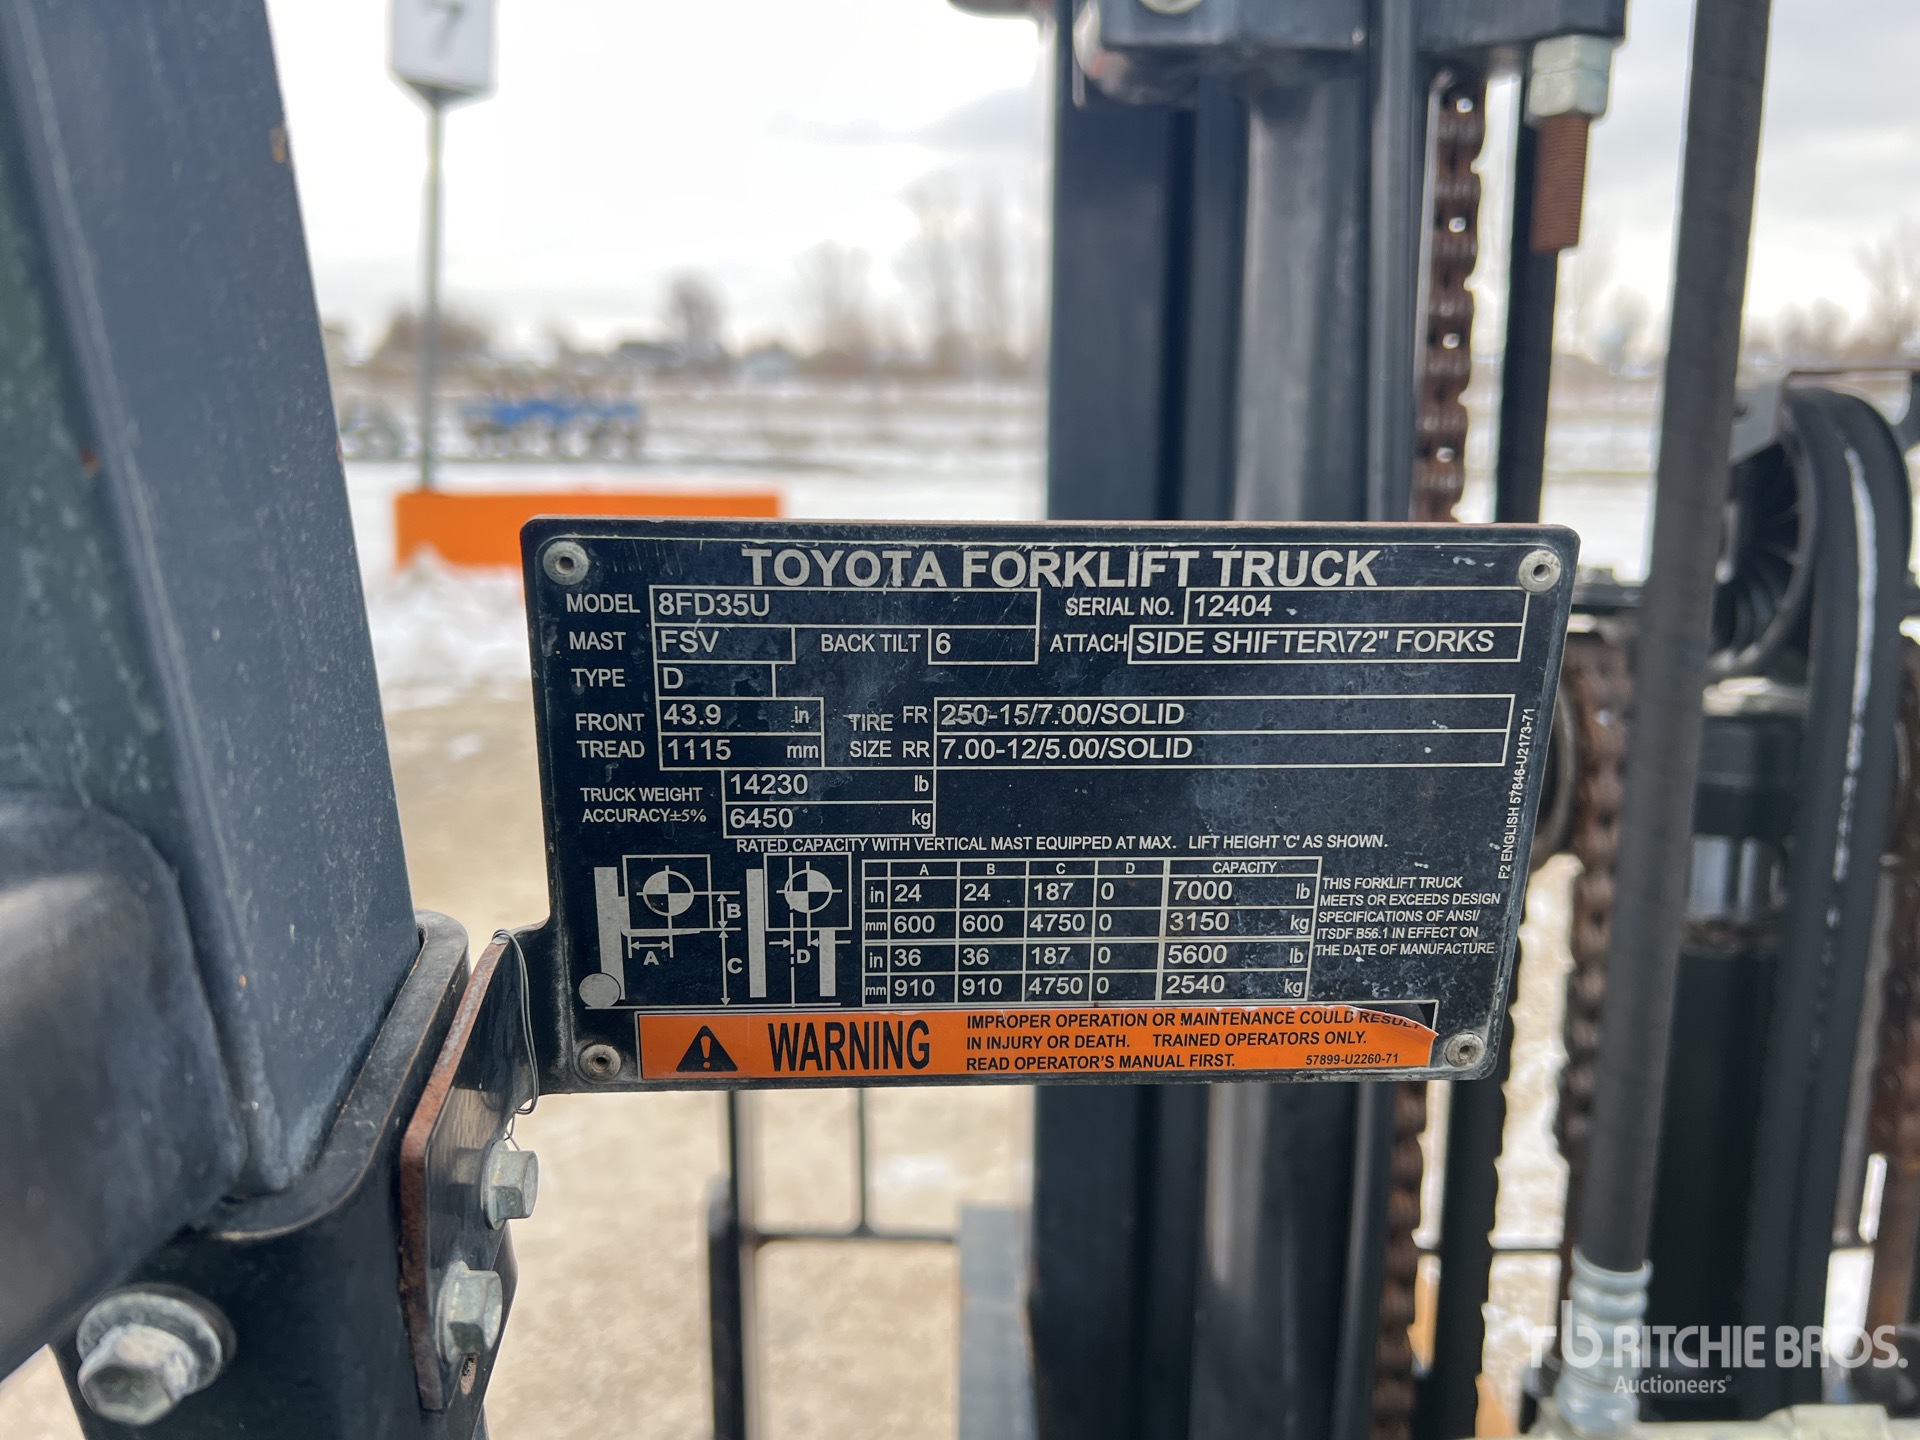 7
TOYOTA FORKLIFT TRUCK
MODEL 8FD35U SERIAL NO. 12404
MAST FSV BACK TILT 6 ATTACH SIDE SHIFTER\72" FORKS
TYPE D
FRONT TREAD 43.9 in TIRE SIZE FR 250-15/7.00/SOLID
1115 mm RR 7.00-12/5.00/SOLID
TRUCK WEIGHT 14230 lb
ACCURACY±5% 6450 kg
RATED CAPACITY WITH VERTICAL MAST EQUIPPED AT MAX. LIFT HEIGHT 'C' AS SHOWN.
A B C D CAPACITY
in 24 24 187 0 7000 lb
mm 600 600 4750 0 3150 kg
in 36 36 187 0 5600 lb
mm 910 910 4750 0 2540 kg
A B C D
THIS FORKLIFT TRUCK
MEETS OR EXCEEDS DESIGN
SPECIFICATIONS OF ANSI/
ITSDF B56.1 IN EFFECT ON
THE DATE OF MANUFACTURE
F2 ENGLISH 57846-U2173-71
WARNING
IMPROPER OPERATION OR MAINTENANCE COULD RESULT
IN INJURY OR DEATH. TRAINED OPERATORS ONLY.
READ OPERATOR'S MANUAL FIRST. 57899-U2260-71
rb RITCHIE BROS.
Auctioneers®